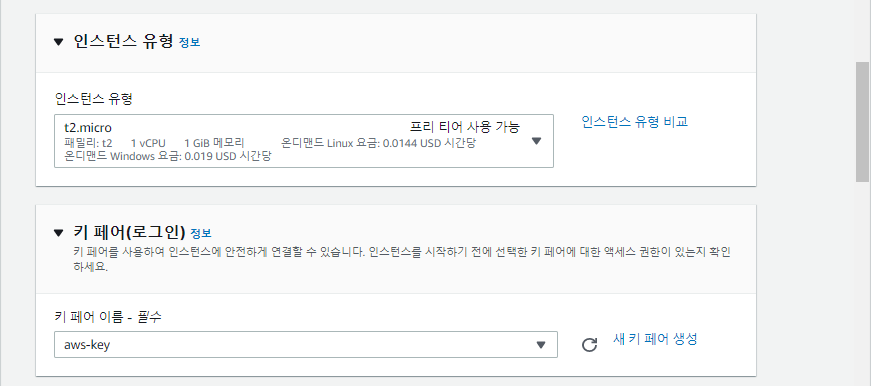 인스턴스 유형 정보
인스턴스 유형
t2.micro 프리 티어 사용 가능
패밀리: t2 1 vCPU 1 GiB 메모리 온디맨드 Linux 요금: 0.0144 USD 시간당
온디맨드 Windows 요금: 0.019 USD 시간당
인스턴스 유형 비교
키 페어(로그인) 정보
키 페어를 사용하여 인스턴스에 안전하게 연결할 수 있습니다. 인스턴스를 시작하기 전에 선택한 키 페어에 대한 액세스 권한이 있는지 확인
하세요.
키 페어 이름 - 필수
aws-key
새 키 페어 생성